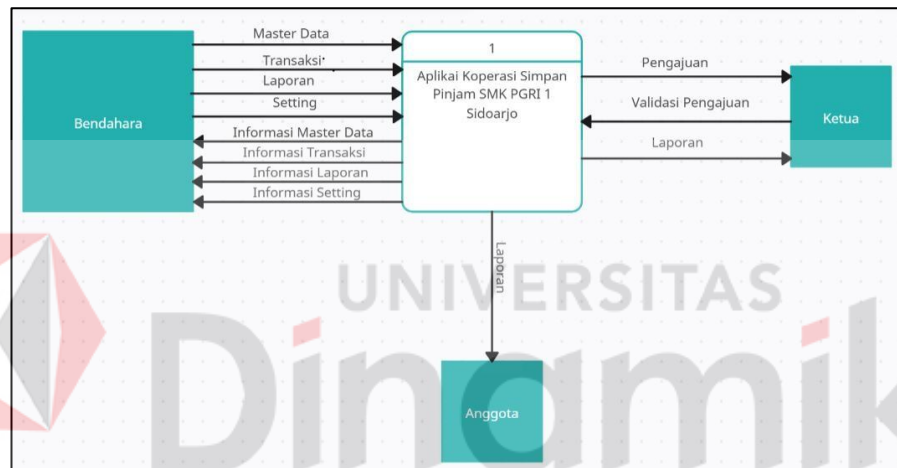 Bendahara
Master Data
Transaksi
Laporan
Setting
Informasi Master Data
Informasi Transaksi
Informasi Laporan
Informasi Setting
1
Aplikai Koperasi Simpan
Pinjam SMK PGRI 1
Sidoarjo
Pengajuan
Validasi Pengajuan
Laporan
Ketua
Laporan
Anggota
UNIVERSITAS
Dinamik